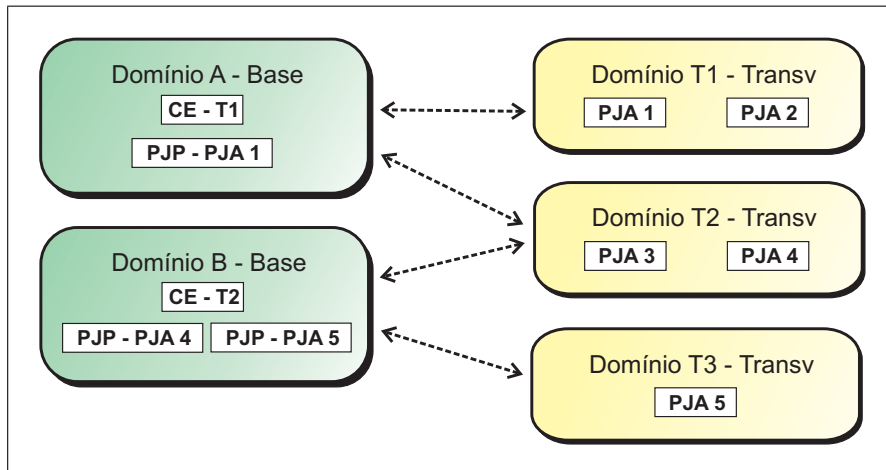 Domínio A - Base
CE - T1
PJP - PJA 1
Domínio B - Base
CE - T2
PJP - PJA 4 PJP - PJA 5
Domínio T1 - Transv
PJA 1 PJA 2
Domínio T2 - Transv
PJA 3 PJA 4
Domínio T3 - Transv
PJA 5